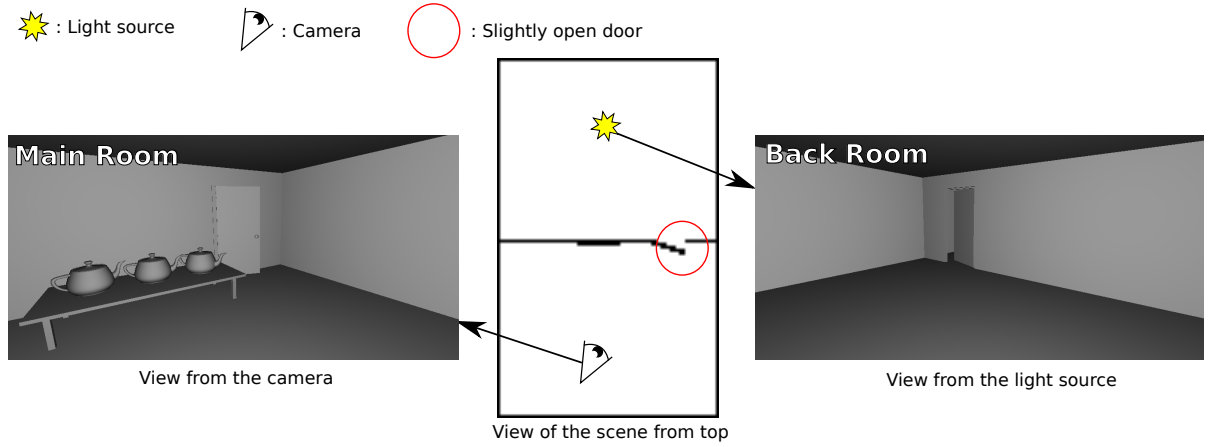 : Light source
: Camera
: Slightly open door
Main Room
Back Room
View from the camera
View from the light source
View of the scene from top